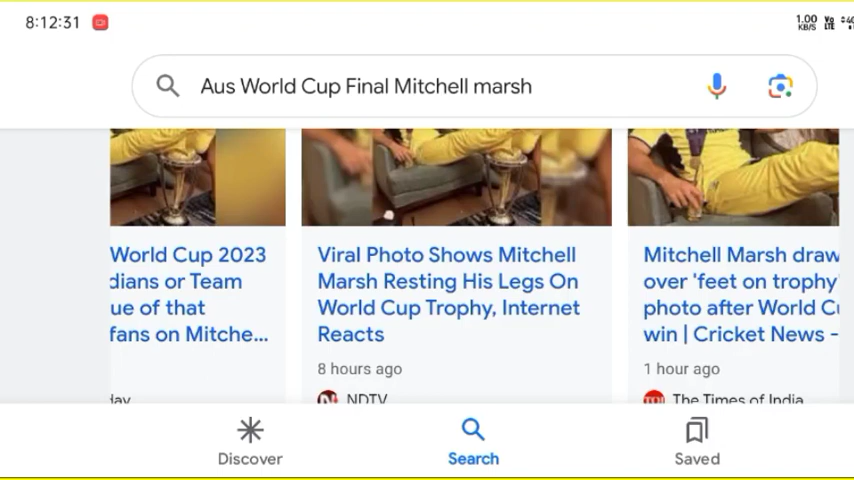 8:12:31
1.00 KB/S Vo LTE
Aus World Cup Final Mitchell marsh
World Cup 2023
dians or Team
ue of that
fans on Mitche...
Viral Photo Shows Mitchell
Marsh Resting His Legs On
World Cup Trophy, Internet
Reacts
8 hours ago
NDTV
Mitchell Marsh draw
over 'feet on trophy'
photo after World Cu
win | Cricket News -
1 hour ago
The Times of India
Discover
Search
Saved